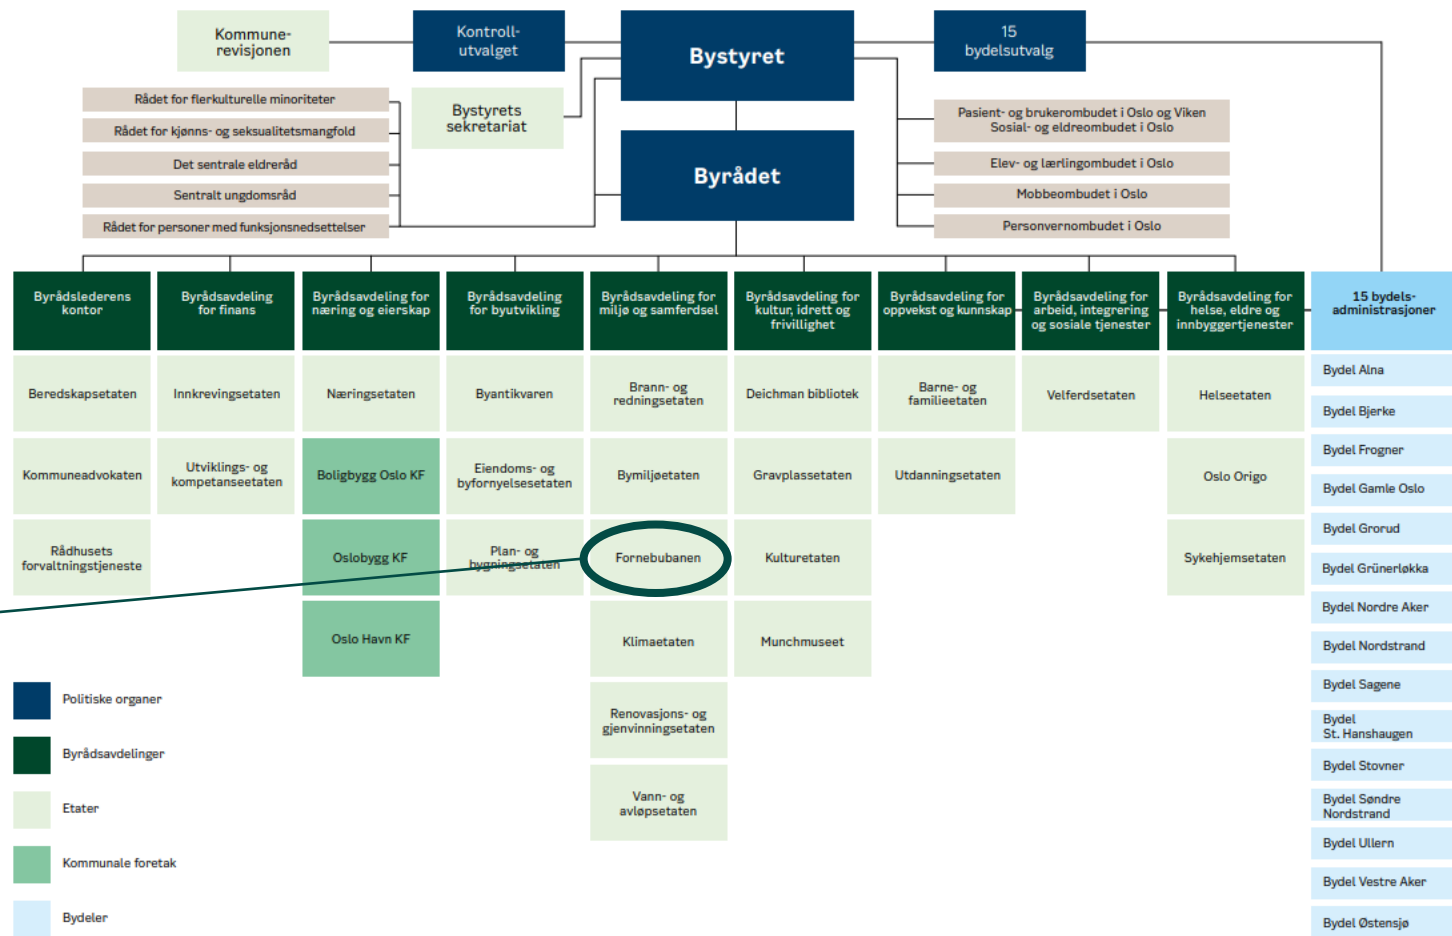 Kommune-
revisjonen
Kontroll-
utvalget
Bystyret
15
bydelsutvalg
Rådet for flerkulturelle minoriteter
Rådet for kjønns- og seksualitetsmangfold
Det sentrale eldreråd
Sentralt ungdomsråd
Rådet for personer med funksjonsnedsettelser
Bystyrets
sekretariat
Byrådet
Pasient- og brukerombudet i Oslo og Viken
Sosial- og eldreombudet i Oslo
Elev- og lærlingombudet i Oslo
Mobbeombudet i Oslo
Personvernombudet i Oslo
Byrådslederens
kontor
Beredskapsetaten
Kommuneadvokaten
Rådhusets
forvaltningstjeneste
Byrådsavdeling
for finans
Innkrevingsetaten
Utviklings- og
kompetanseetaten
Byrådsavdeling for
næring og eierskap
Næringsetaten
Boligbygg Oslo KF
Oslobygg KF
Oslo Havn KF
Byrådsavdeling
for byutvikling
Byantikvaren
Eiendoms- og
byfornyelsesetaten
Plan- og
bygningsetaten
Byrådsavdeling for
miljø og samferdsel
Brann- og
redningsetaten
Bymiljøetaten
Fornebubanen
Klimaetaten
Renovasjons- og
gjenvinningsetaten
Vann- og
avløpsetaten
Byrådsavdeling for
kultur, idrett og
frivillighet
Deichman bibliotek
Gravplassetaten
Kulturetaten
Munchmuseet
Byrådsavdeling for
oppvekst og kunnskap
Barne- og
familieetaten
Utdanningsetaten
Byrådsavdeling for
arbeid, integrering
og sosiale tjenester
Velferdsetaten
Byrådsavdeling for
helse, eldre og
innbyggertjenester
Helseetaten
Oslo Origo
Sykehjemsetaten
15 bydels-
administrasjoner
Bydel Alna
Bydel Bjerke
Bydel Frogner
Bydel Gamle Oslo
Bydel Grorud
Bydel Grünerløkka
Bydel Nordre Aker
Bydel Nordstrand
Bydel Sagene
Bydel
St. Hanshaugen
Bydel Stovner
Bydel Søndre
Nordstrand
Bydel Ullern
Bydel Vestre Aker
Bydel Østensjø
Politiske organer
Byrådsavdelinger
Etater
Kommunale foretak
Bydeler